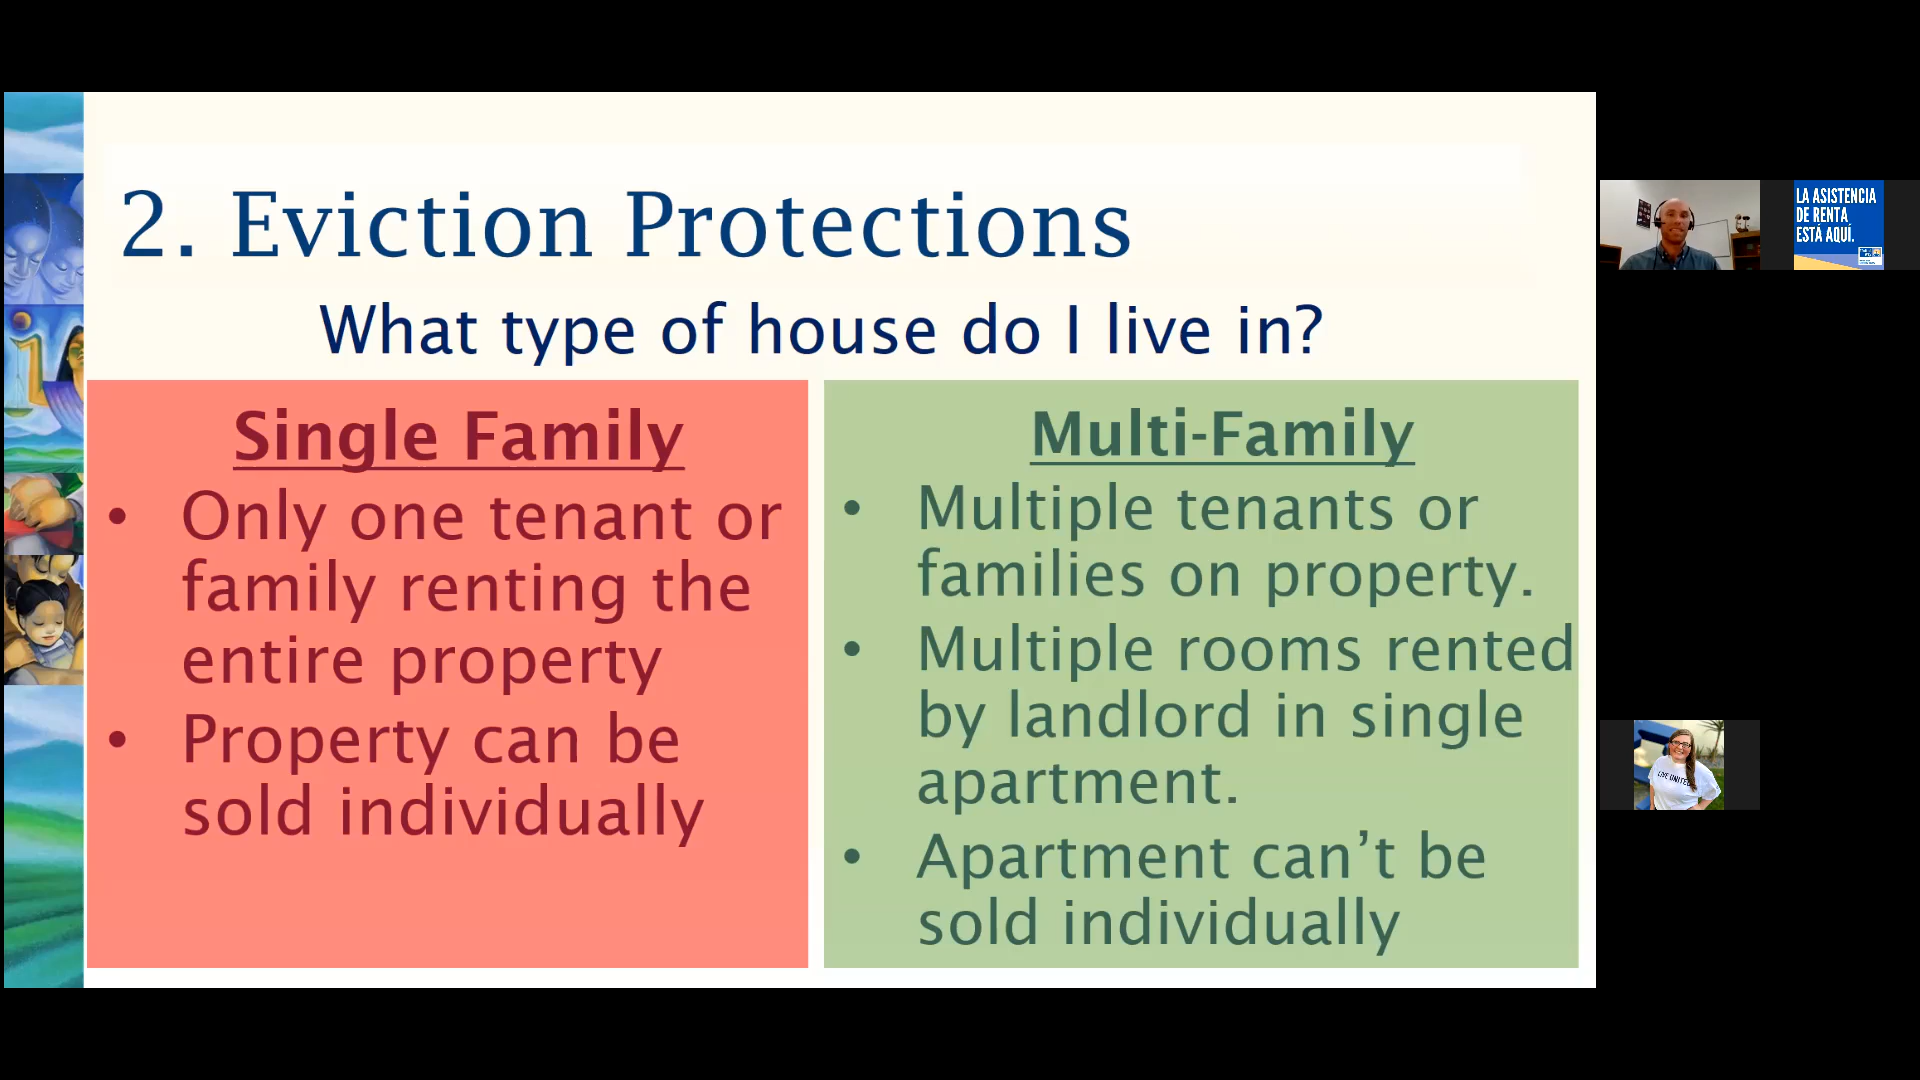 2. Eviction Protections
What type of house do I live in?
Single Family
• Only one tenant or
family renting the
entire property
• Property can be
sold individually
Multi-Family
• Multiple tenants or
families on property.
• Multiple rooms rented
by landlord in single
apartment.
• Apartment can’t be
sold individually
LA ASISTENCIA
DE RENTA
ESTÁ AQUÍ.
LIVE UNITED